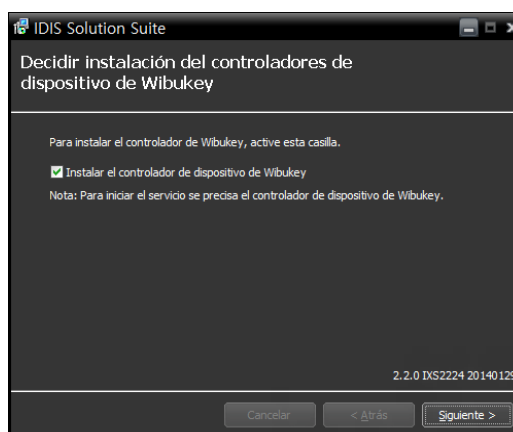 IDIS Solution Suite
Decidir instalación del controladores de
dispositivo de Wibukey
Para instalar el controlador de Wibukey, active esta casilla.
Instalar el controlador de dispositivo de Wibukey
Nota: Para iniciar el servicio se precisa el controlador de dispositivo de Wibukey.
2.2.0 IXS2224 20140129
Cancelar < Atrás Siguiente >